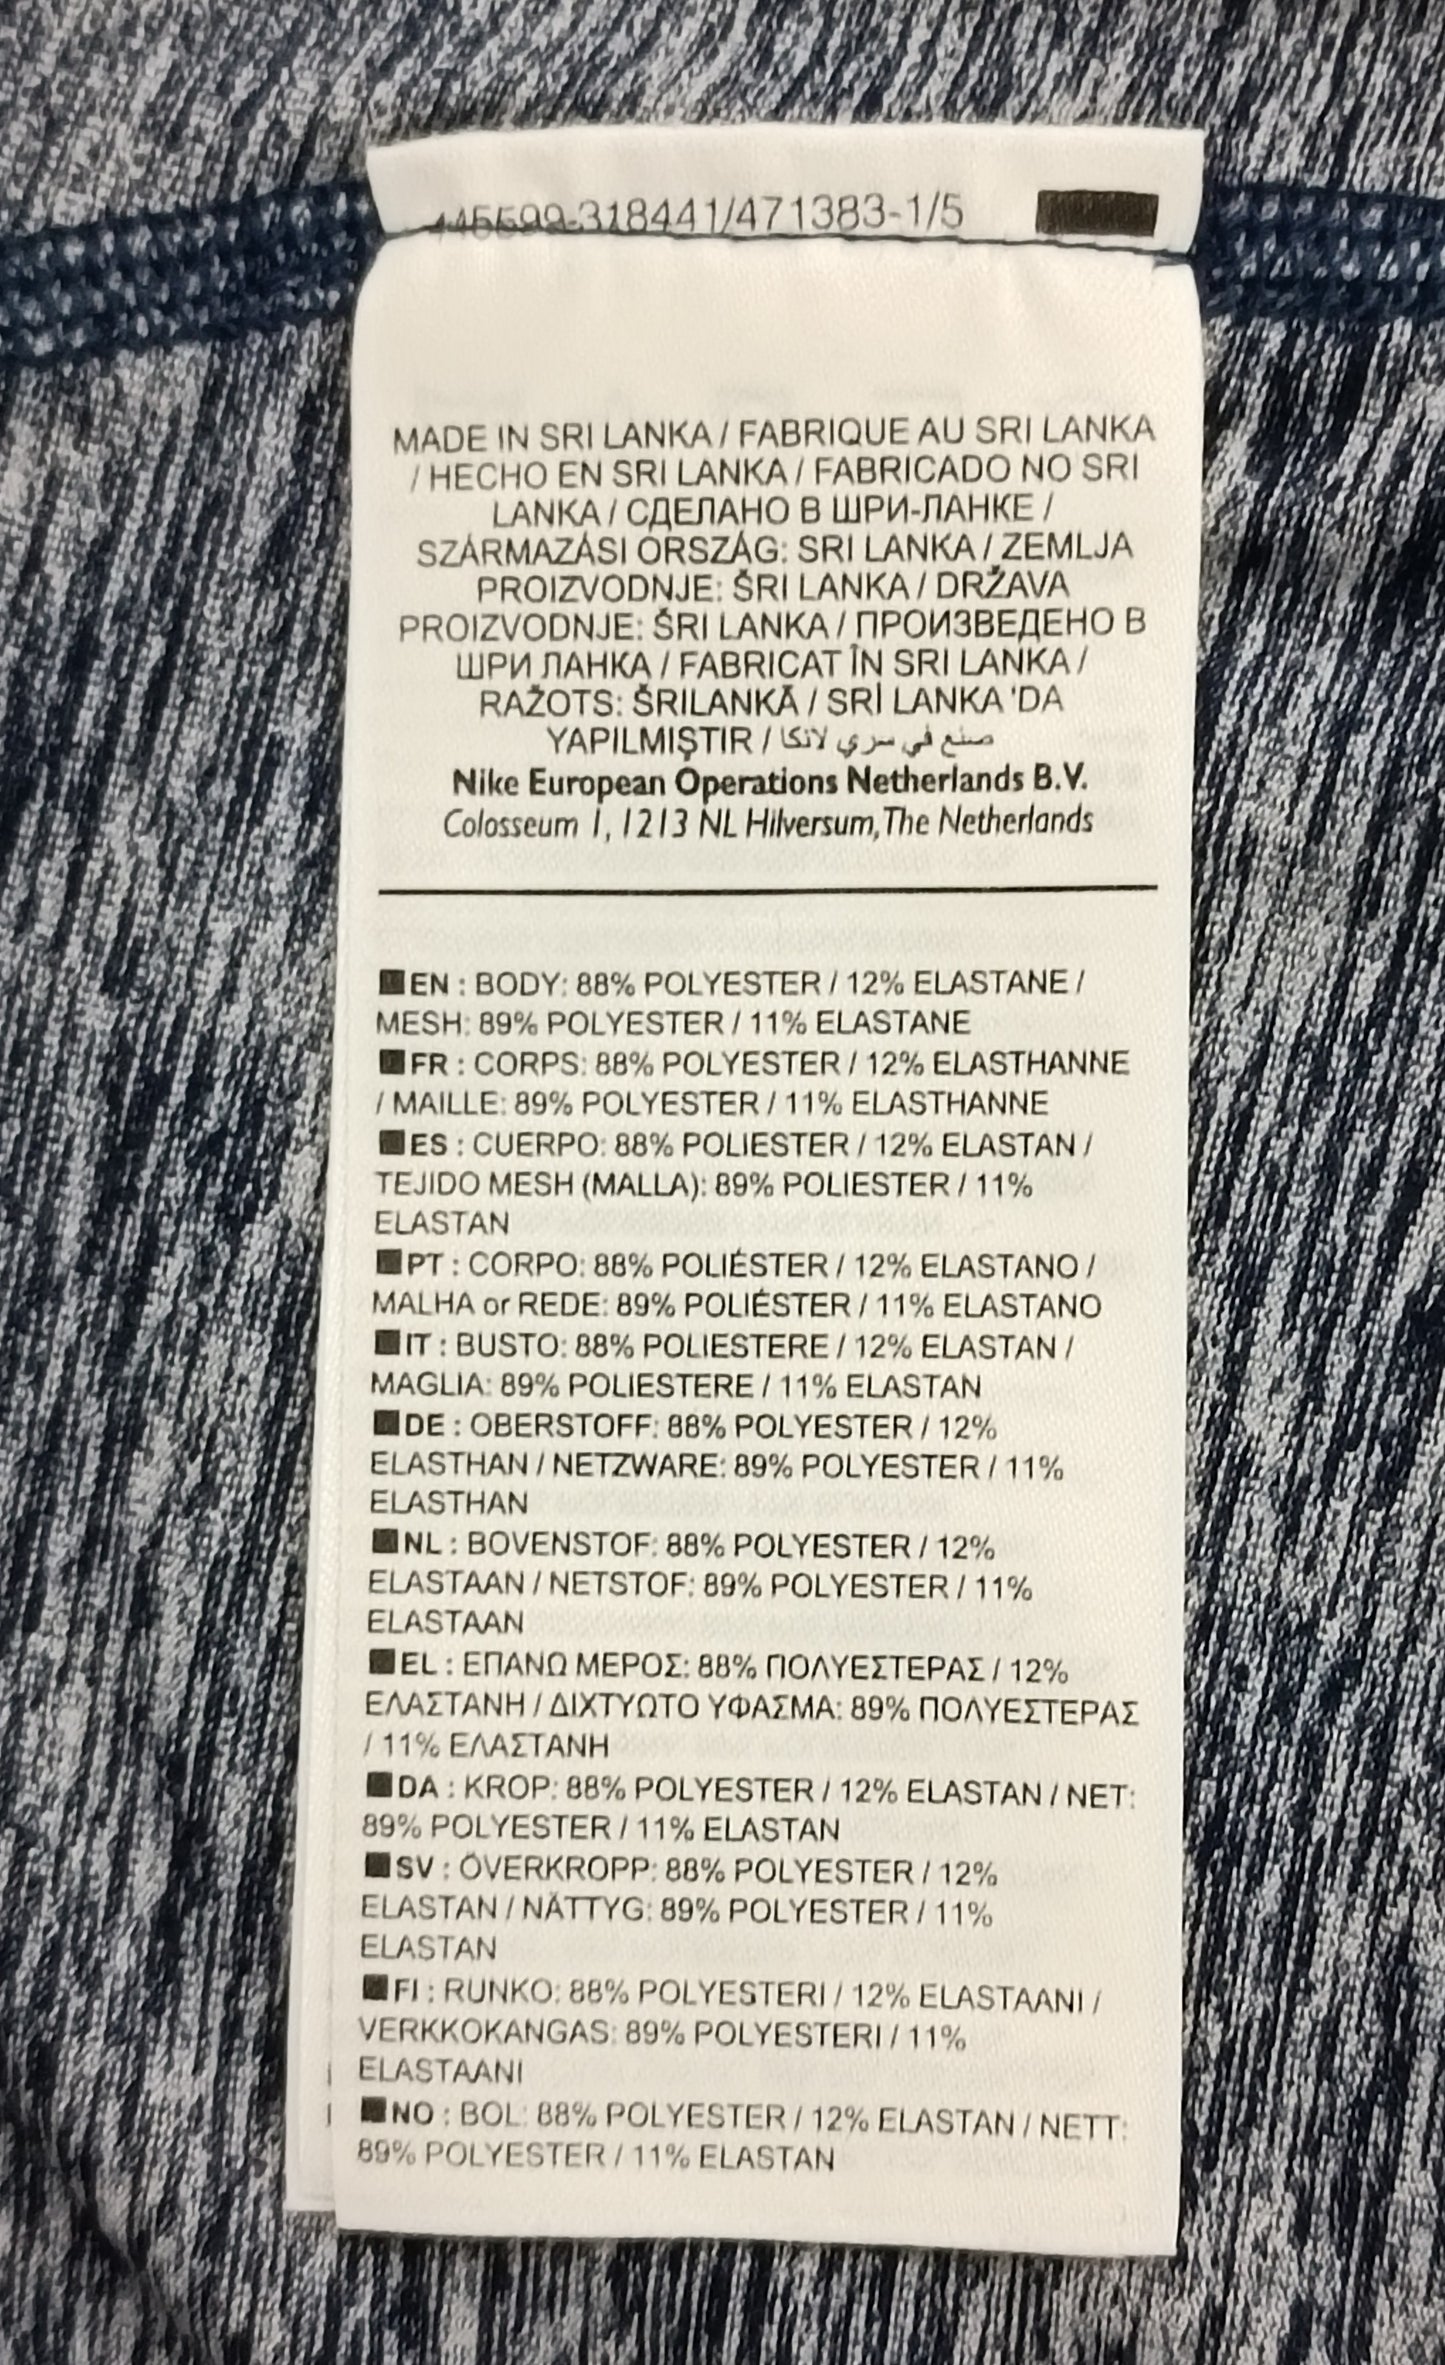 318441/471383-1/5
MADE IN SRI LANKA / FABRIQUE AU SRI LANKA
/ HECHO EN SRI LANKA / FABRICADO NO SRI
LANKA / СДЕЛАНО В ШРИ-ЛАНКЕ /
SZÁRMAZÁSI ORSZÁG: SRI LANKA / ZEMLJA
PROIZVODNJE: ŠRI LANKA / DRŽAVA
PROIZVODNJE: ŠRI LANKA / ПРОИЗВЕДЕНО В
ШРИ ЛАНКА / FABRICAT ÎN SRI LANKA /
RAŽOTS: ŠRILANKĀ / SRİ LANKA 'DA
YAPILMIŞTIR / صنع في سري لانكا
Nike European Operations Netherlands B.V.
Colosseum 1, 1213 NL Hilversum, The Netherlands
■EN : BODY: 88% POLYESTER / 12% ELASTANE /
MESH: 89% POLYESTER / 11% ELASTANE
■FR : CORPS: 88% POLYESTER / 12% ELASTHANNE
/ MAILLE: 89% POLYESTER / 11% ELASTHANNE
■ES : CUERPO: 88% POLIESTER / 12% ELASTAN /
TEJIDO MESH (MALLA): 89% POLIESTER / 11%
ELASTAN
■PT : CORPO: 88% POLIÉSTER / 12% ELASTANO /
MALHA or REDE: 89% POLIÉSTER / 11% ELASTANO
■IT : BUSTO: 88% POLIESTERE / 12% ELASTAN /
MAGLIA: 89% POLIESTERE / 11% ELASTAN
■DE : OBERSTOFF: 88% POLYESTER / 12%
ELASTHAN / NETZWARE: 89% POLYESTER / 11%
ELASTHAN
■NL : BOVENSTOF: 88% POLYESTER / 12%
ELASTAAN / NETSTOF: 89% POLYESTER / 11%
ELASTAAN
■EL : ΕΠΑΝΩ ΜΕΡΟΣ: 88% ΠΟΛΥΕΣΤΕΡΑΣ / 12%
ΕΛΑΣΤΑΝΗ / ΔΙΧΤΥΩΤΟ ΥΦΑΣΜΑ: 89% ΠΟΛΥΕΣΤΕΡΑΣ
/ 11% ΕΛΑΣΤΑΝΗ
■DA : KROP: 88% POLYESTER / 12% ELASTAN / NET:
89% POLYESTER / 11% ELASTAN
■SV : ÖVERKROPP: 88% POLYESTER / 12%
ELASTAN / NÄTTYG: 89% POLYESTER / 11%
ELASTAN
■FI : RUNKO: 88% POLYESTERI / 12% ELASTAANI /
VERKKOKANGAS: 89% POLYESTERI / 11%
ELASTAANI
■NO : BOL: 88% POLYESTER / 12% ELASTAN / NETT:
89% POLYESTER / 11% ELASTAN